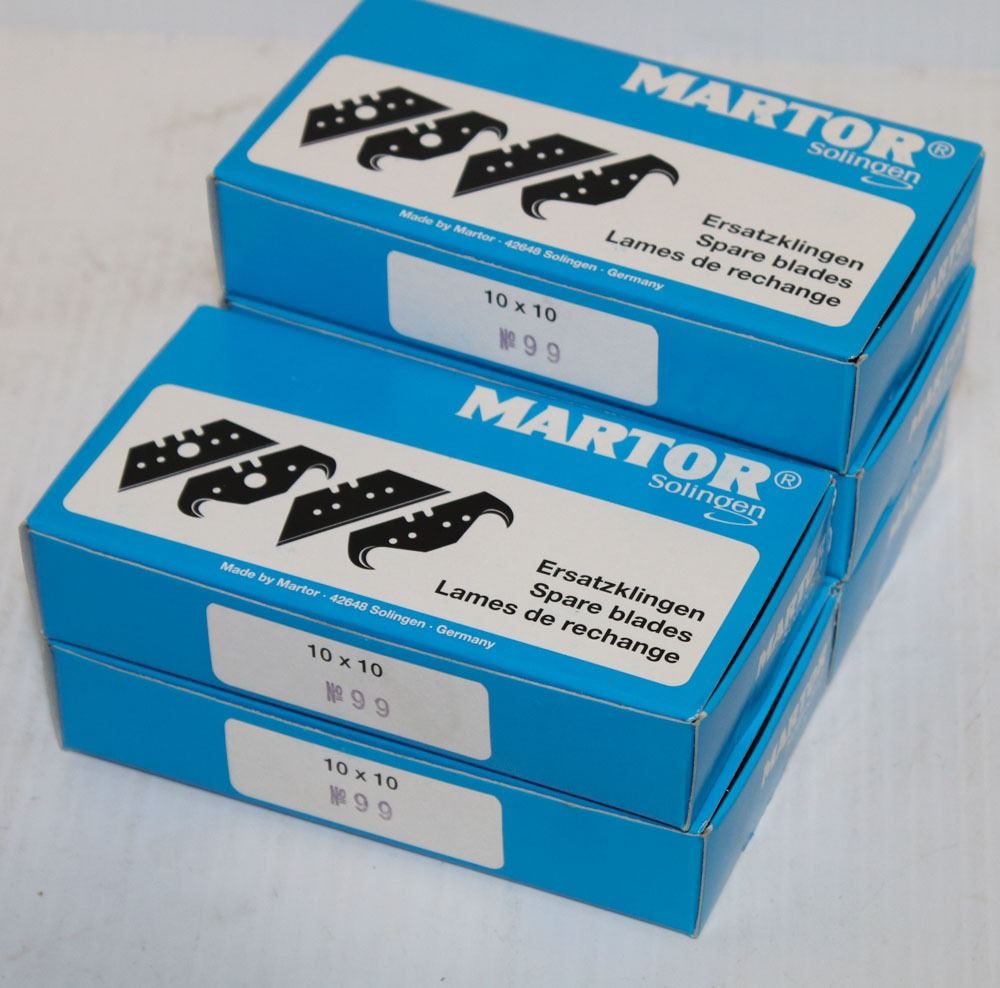 MARTOR®
Solingen
Ersatzklingen
Spare blades
Lames de rechange
Made by Martor · 42648 Solingen · Germany
10 x 10
№ 99
MARTOR®
Solingen
Ersatzklingen
Spare blades
Lames de rechange
Made by Martor · 42648 Solingen · Germany
10 x 10
№ 99
10 x 10
№ 99